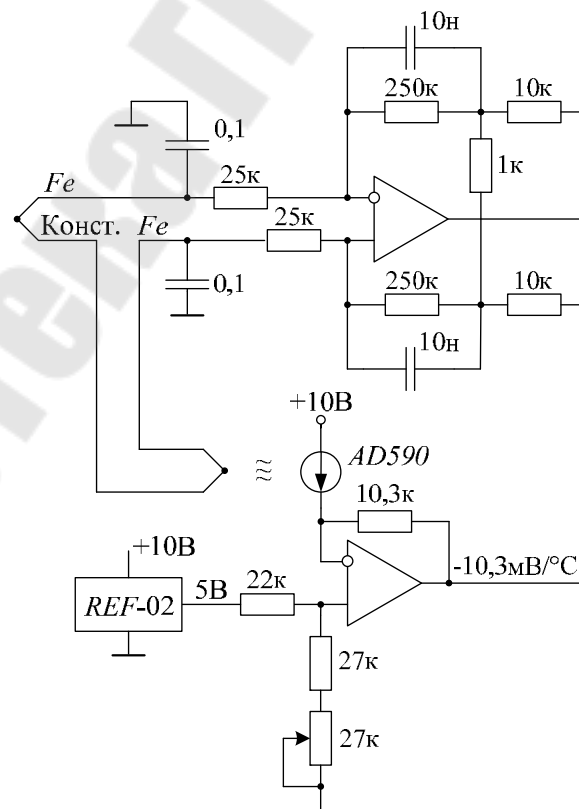 10н
250к
10к
0,1
1к
Fe
25к
Конст.
Fe
25к
250к
10к
0,1
10н
+10В
AD590
10,3к
+10В
-10,3мВ/°С
REF-02
5В
22к
27к
27к